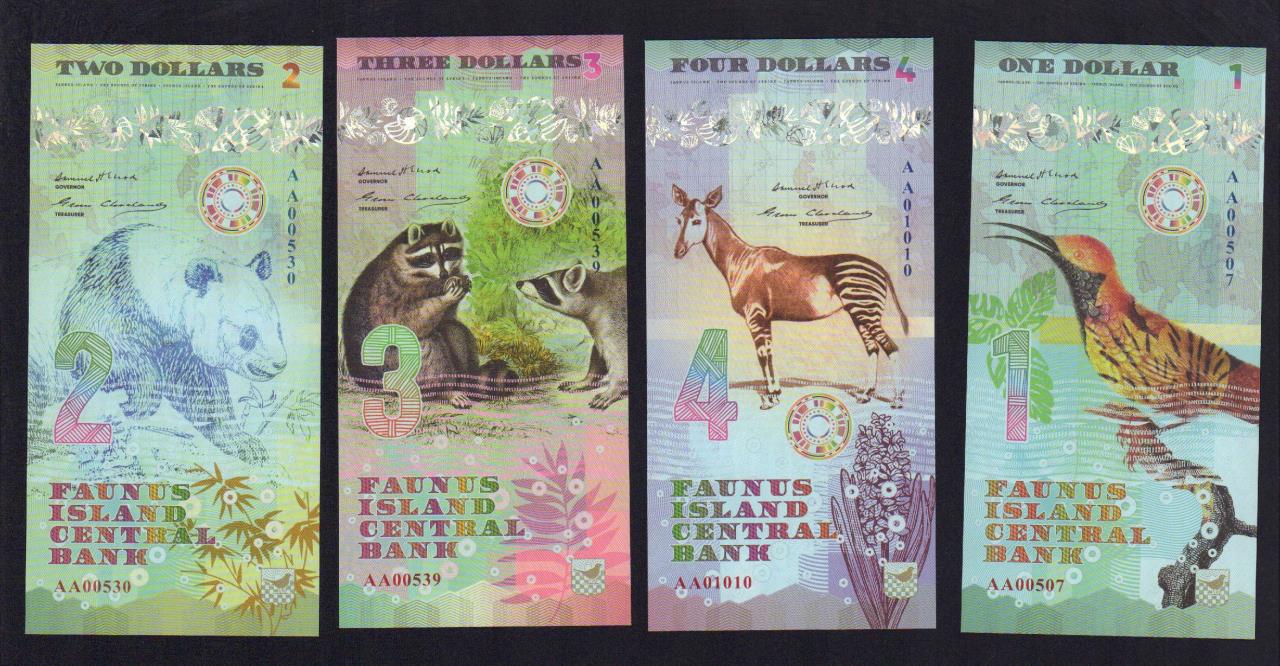 TWO DOLLARS 2
GOVERNOR
TREASURER
AA00530
2
FAUNUS
ISLAND
CENTRAL
BANK
AA00530
THREE DOLLARS 3
GOVERNOR
TREASURER
AA00539
3
FAUNUS
ISLAND
CENTRAL
BANK
AA00539
FOUR DOLLARS 4
GOVERNOR
TREASURER
AA01010
4
FAUNUS
ISLAND
CENTRAL
BANK
AA01010
ONE DOLLAR 1
GOVERNOR
TREASURER
AA00507
1
FAUNUS
ISLAND
CENTRAL
BANK
AA00507